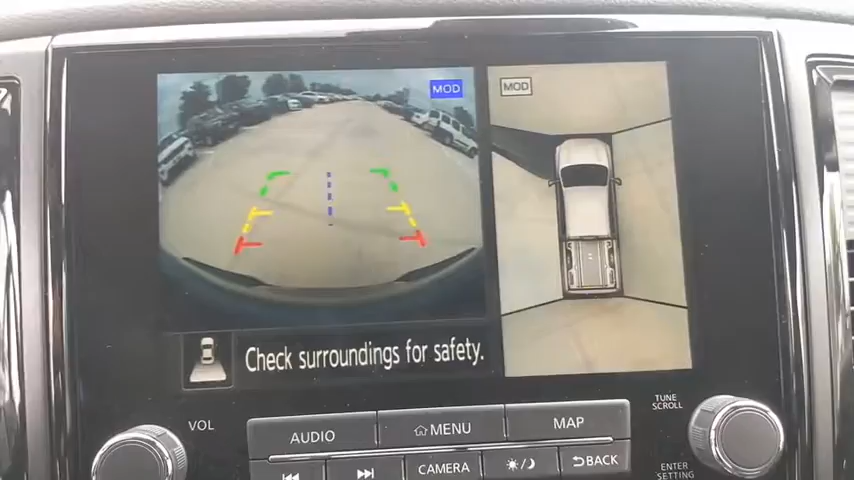 MOD
MOD
Check surroundings for safety.
VOL
TUNE
SCROLL
AUDIO
MENU
MAP
CAMERA
BACK
ENTER
SETTING